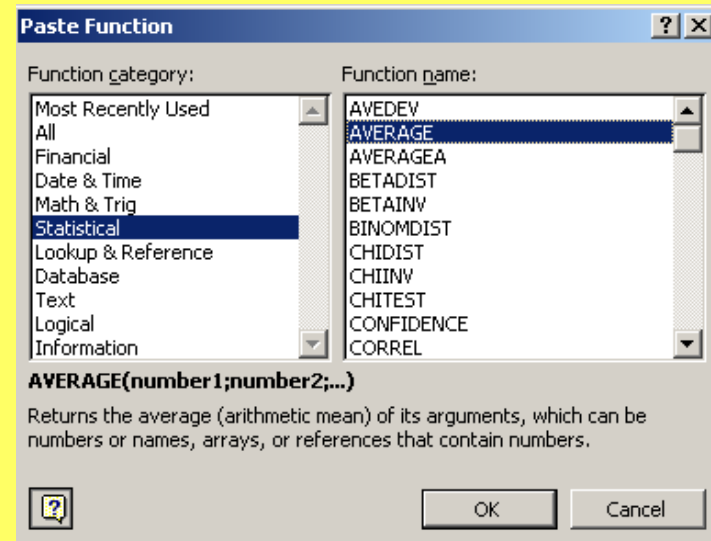 Paste Function
Function category:
Function name:
Most Recently Used
All
Financial
Date & Time
Math & Trig
Statistical
Lookup & Reference
Database
Text
Logical
Information
AVEDEV
AVERAGE
AVERAGEA
BETADIST
BETAINV
BINOMDIST
CHIDIST
CHIINV
CHITEST
CONFIDENCE
CORREL
AVERAGE(number1;number2;...)
Returns the average (arithmetic mean) of its arguments, which can be
numbers or names, arrays, or references that contain numbers.
OK
Cancel